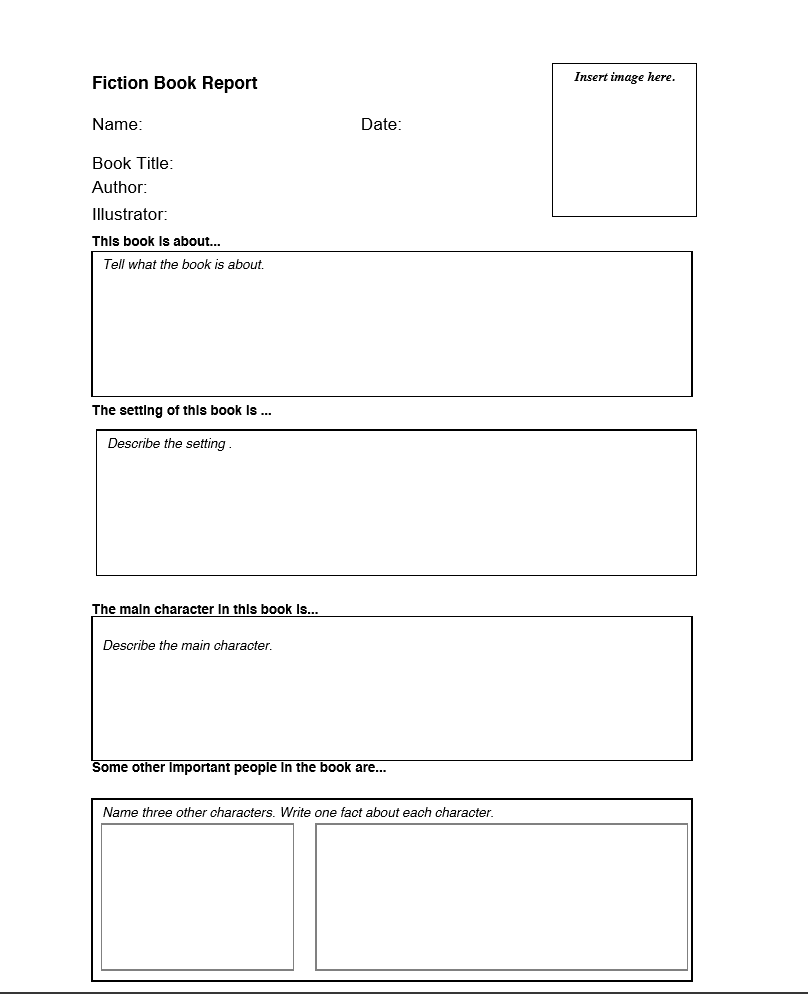 Fiction Book Report
Insert image here.
Name: Date:
Book Title:
Author:
Illustrator:
This book is about...
Tell what the book is about.
The setting of this book is ...
Describe the setting .
The main character in this book is...
Describe the main character.
Some other important people in the book are...
Name three other characters. Write one fact about each character.